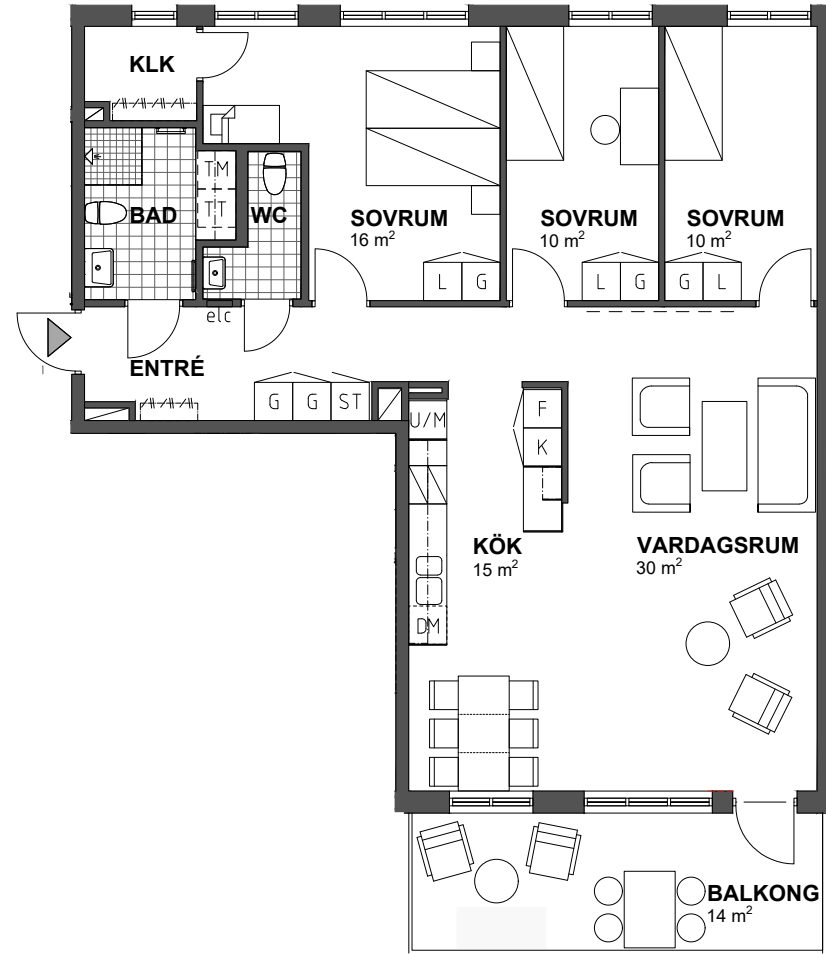 KLK
TM
TT
BAD
WC
SOVRUM
16 m²
SOVRUM
10 m²
SOVRUM
10 m²
L G
L G
G L
elc
ENTRÉ
G G ST
U/M
F
K
KÖK
15 m²
VARDAGSRUM
30 m²
DM
BALKONG
14 m²